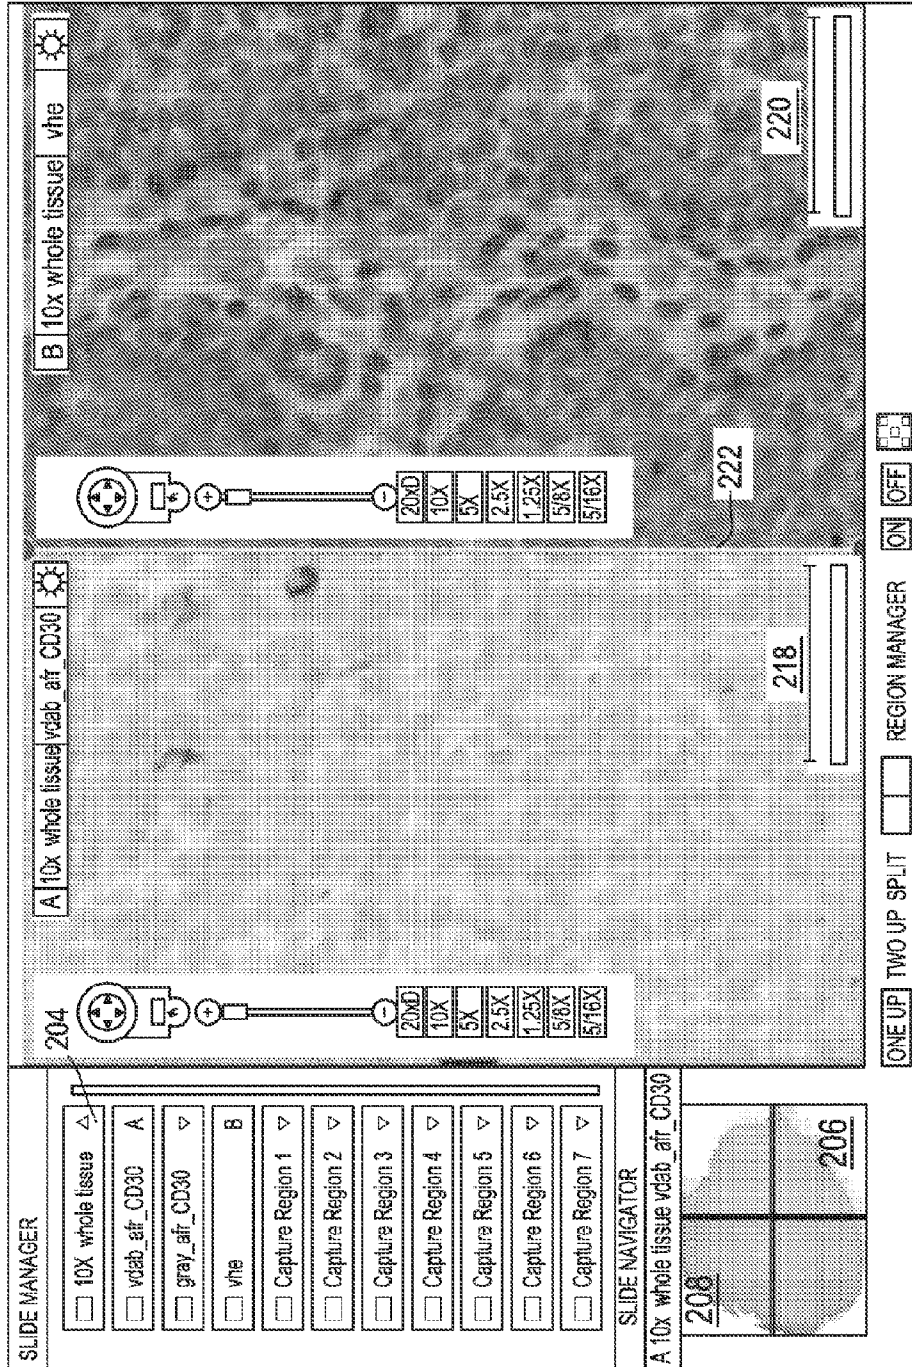 SLIDE MANAGER
204
10X whole tissue
vdab_afr_CD30 A
gray_afr_CD30
vhe B
Capture Region 1
Capture Region 2
Capture Region 3
Capture Region 4
Capture Region 5
Capture Region 6
Capture Region 7
SLIDE NAVIGATOR
A 10x whole tissue vdab_afr_CD30
208
206
A 10x whole tissue vdab_afr_CD30
20xD
10X
5X
2.5X
1.25X
5/8X
5/16X
218
B 10x whole tissue vhe
20xD
10X
5X
2.5X
1.25X
5/8X
5/16X
222
220
ONE UP TWO UP SPLIT REGION MANAGER ON OFF